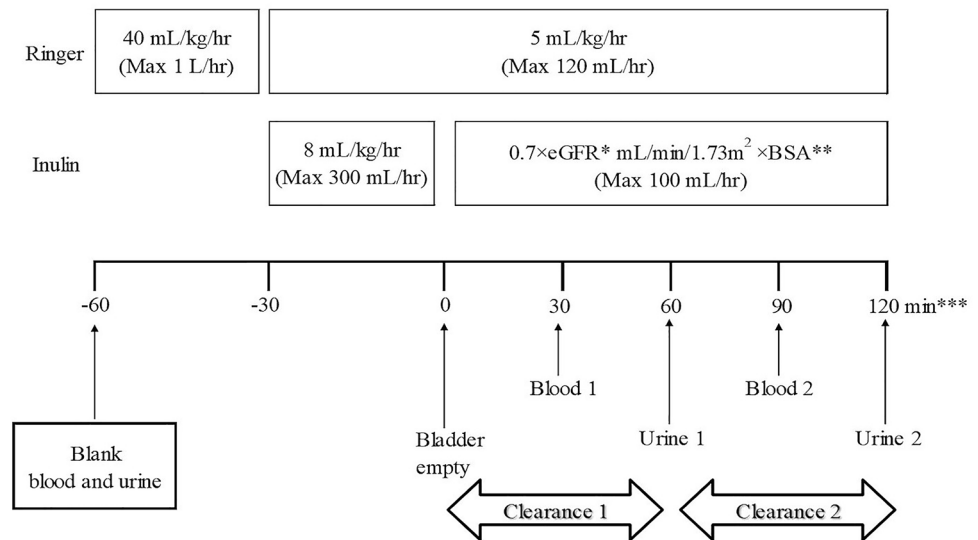 Ringer
40 mL/kg/hr
(Max 1 L/hr)
5 mL/kg/hr
(Max 120 mL/hr)
Inulin
8 mL/kg/hr
(Max 300 mL/hr)
0.7×eGFR* mL/min/1.73m² ×BSA**
(Max 100 mL/hr)
-60 -30 0 30 60 90 120 min***
Blank
blood and urine
Bladder
empty
Blood 1
Urine 1
Blood 2
Urine 2
Clearance 1
Clearance 2